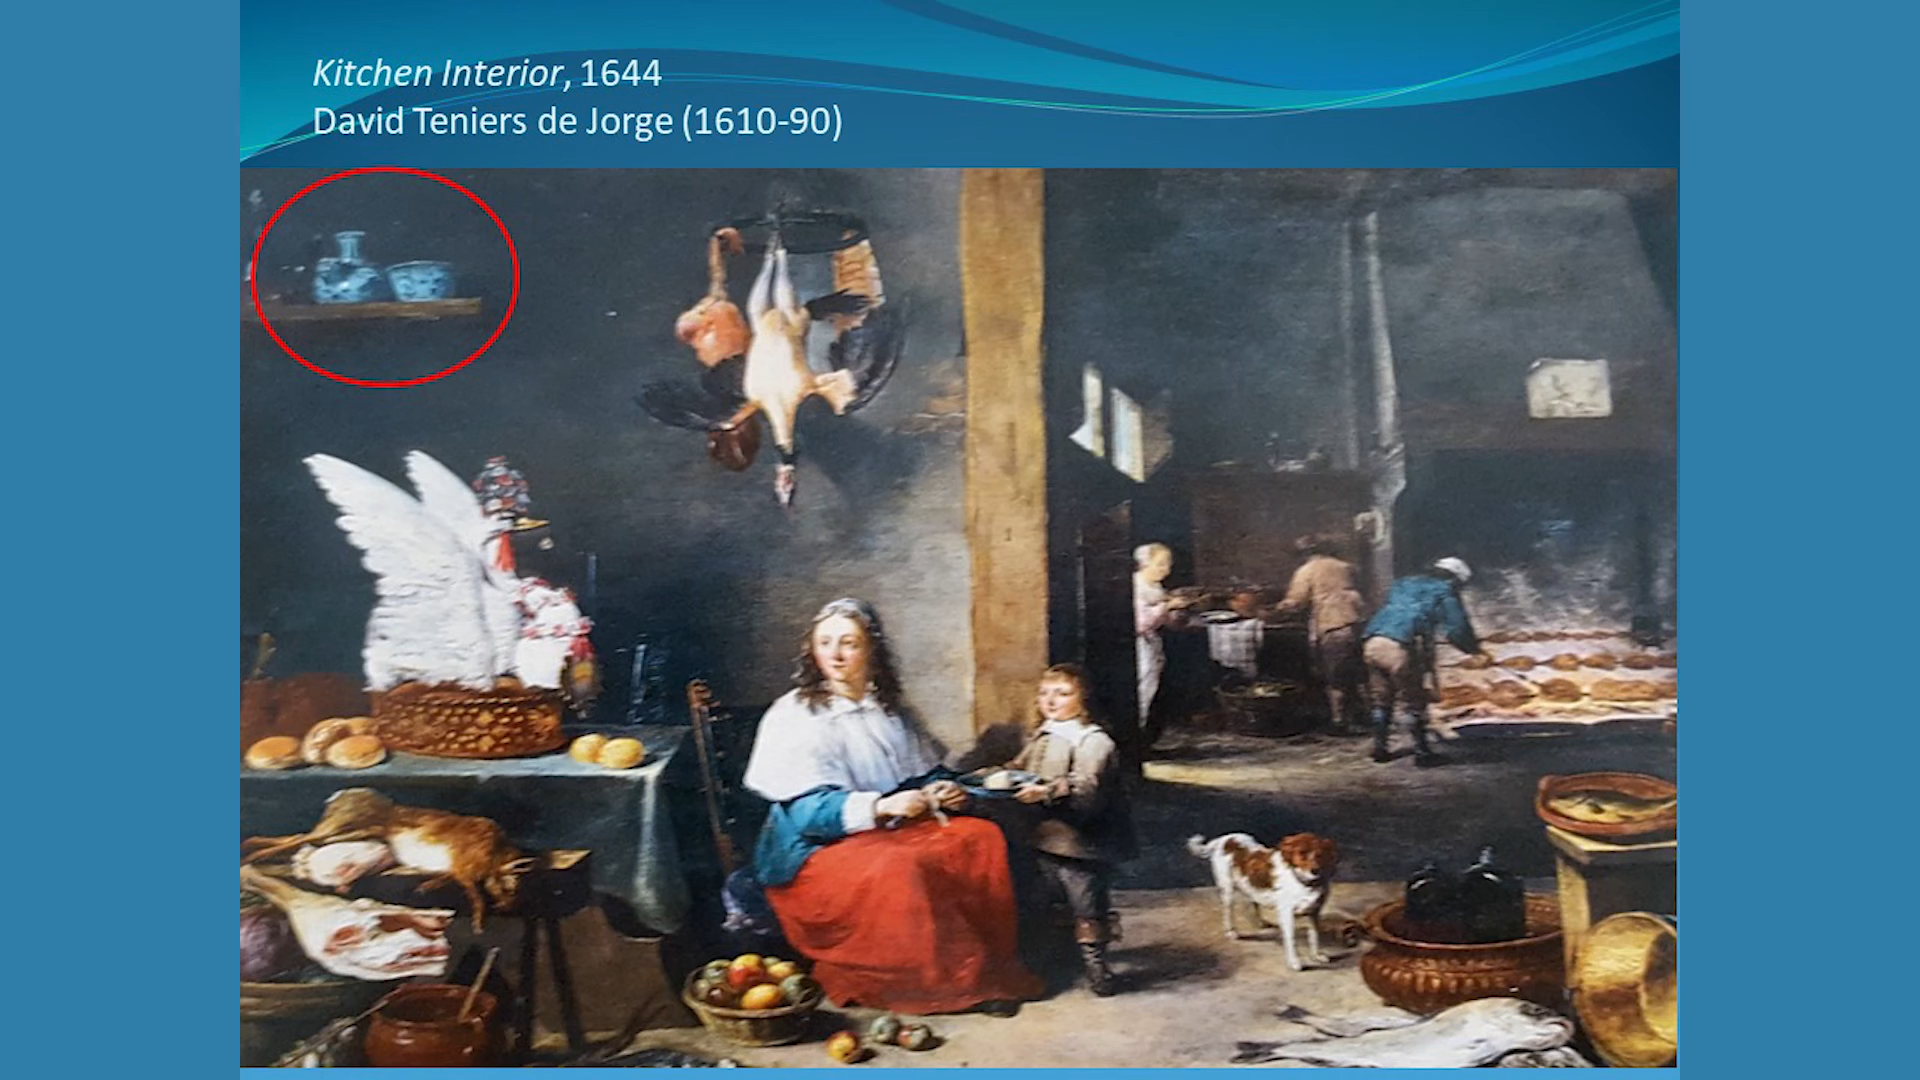 Kitchen Interior, 1644
David Teniers de Jorge (1610-90)